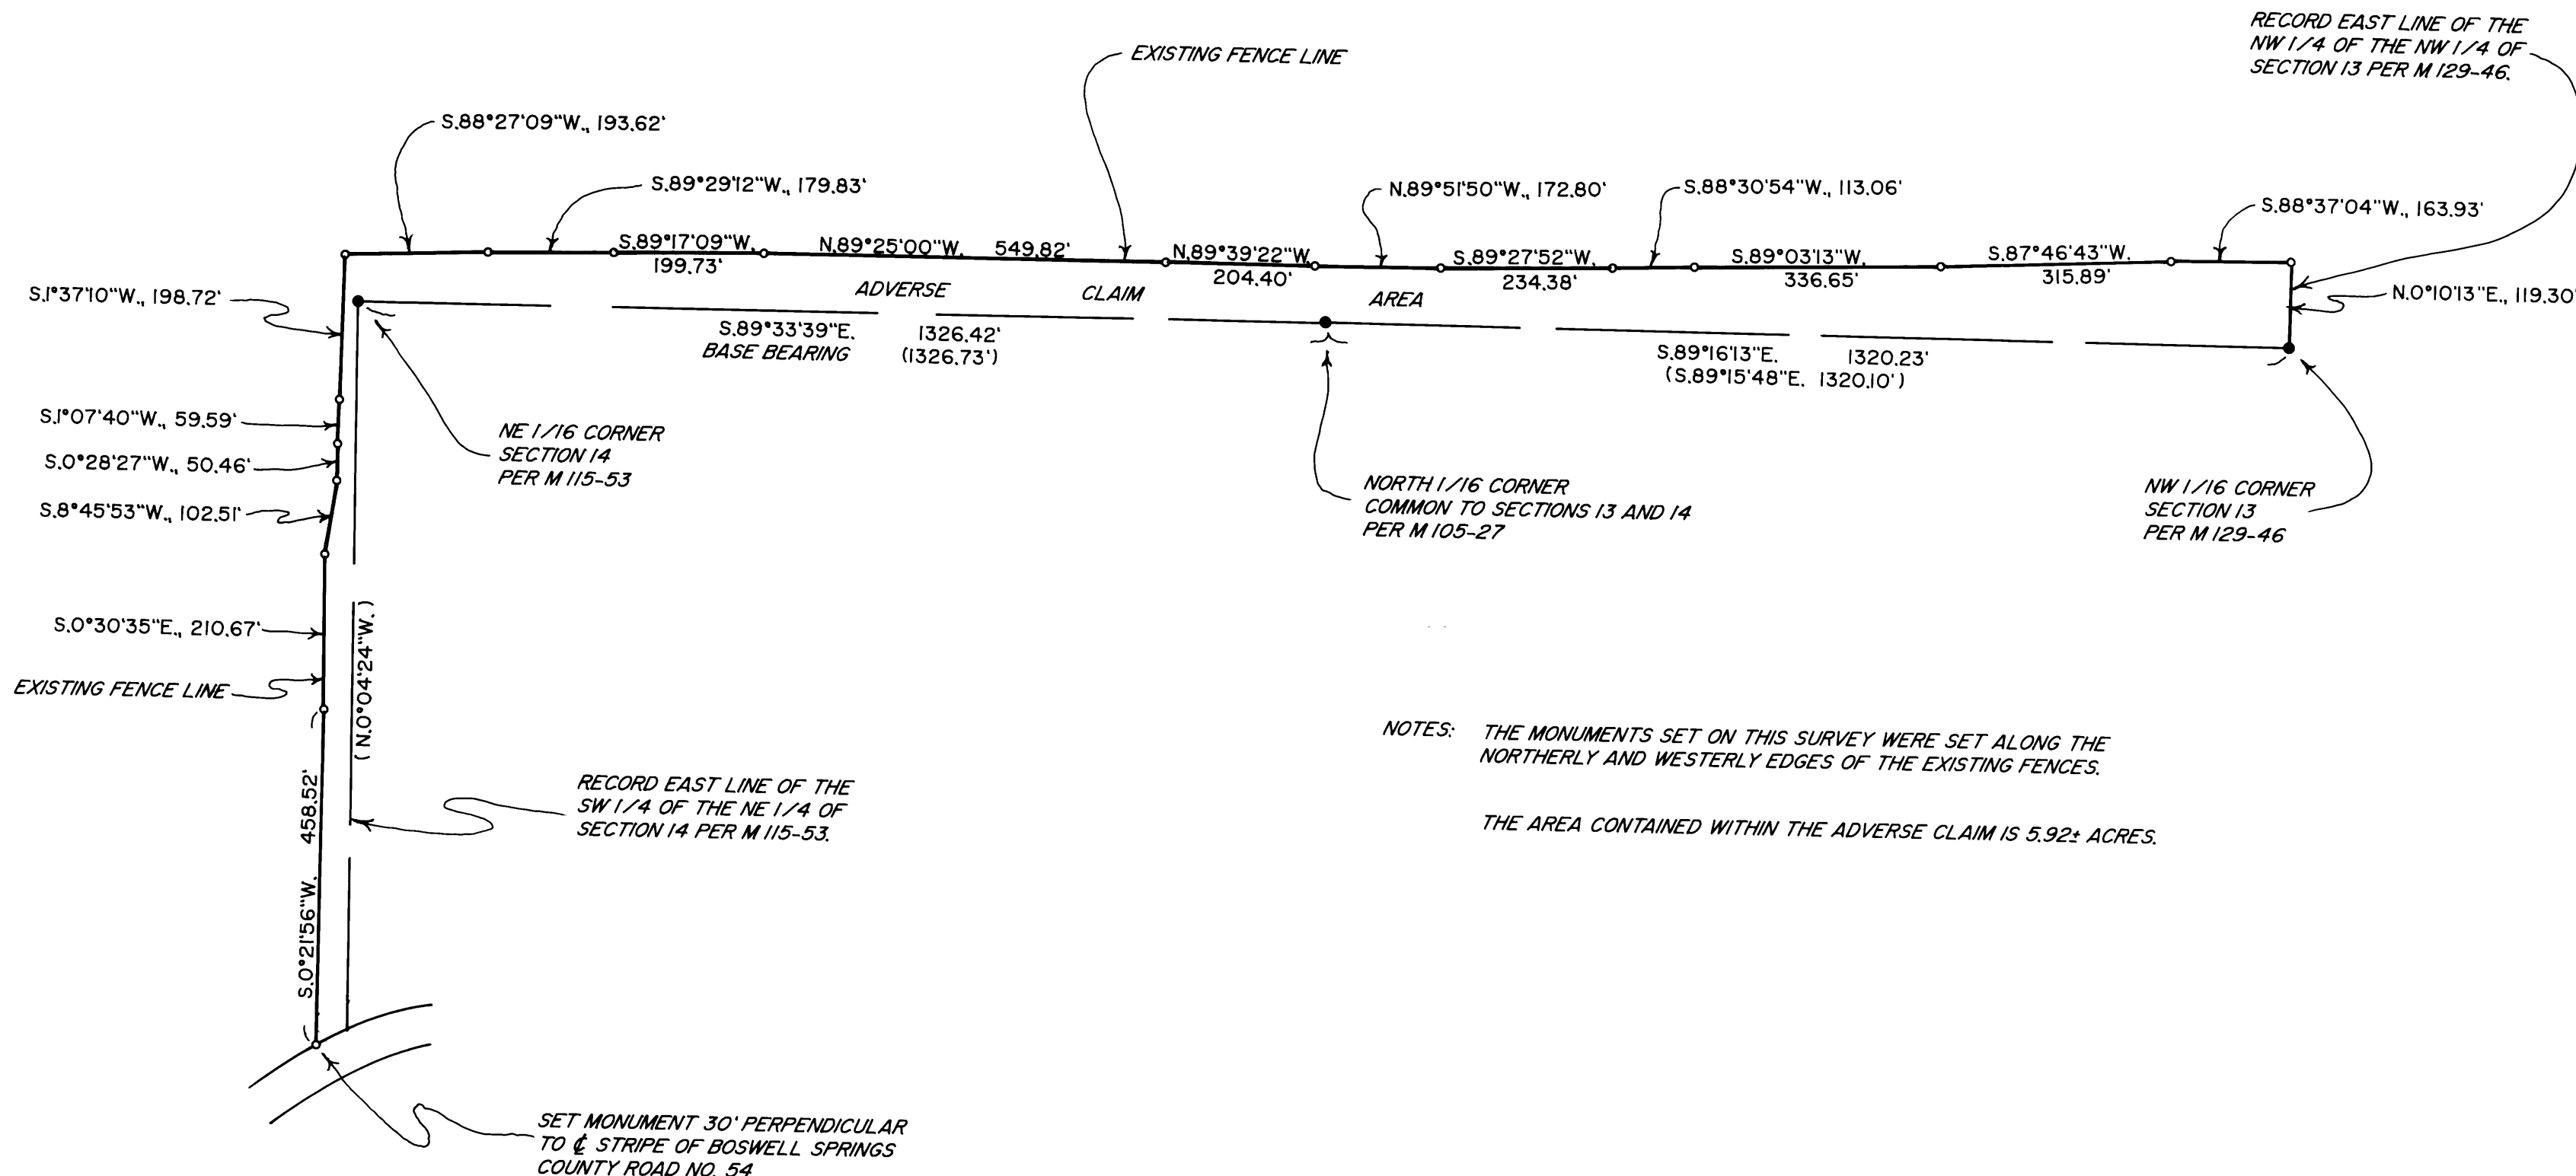 RECORD EAST LINE OF THE
NW 1/4 OF THE NW 1/4 OF
SECTION 13 PER M 129-46.
EXISTING FENCE LINE
S.88°27'09"W., 193.62'
S.89°29'12"W., 179.83'
N.89°51'50"W., 172.80'
S.88°30'54"W., 113.06'
S.88°37'04"W., 163.93'
S.89°17'09"W.
199.73'
N.89°25'00"W. 549.82'
N.89°39'22"W.
204.40'
S.89°27'52"W.
234.38'
S.89°03'13"W.
336.65'
S.87°46'43"W.
315.89'
N.0°10'13"E., 119.30'
S.1°37'10"W., 198.72'
ADVERSE CLAIM AREA
S.89°33'39"E. 1326.42'
BASE BEARING (1326.73')
S.89°16'13"E. 1320.23'
(S.89°15'48"E. 1320.10')
S.1°07'40"W., 59.59'
S.0°28'27"W., 50.46'
S.8°45'53"W., 102.51'
NE 1/16 CORNER
SECTION 14
PER M 115-53
NORTH 1/16 CORNER
COMMON TO SECTIONS 13 AND 14
PER M 105-27
NW 1/16 CORNER
SECTION 13
PER M 129-46
S.0°30'35"E., 210.67'
EXISTING FENCE LINE
(N.0°04'24"W.)
S.0°21'56"W. 458.52'
RECORD EAST LINE OF THE
SW 1/4 OF THE NE 1/4 OF
SECTION 14 PER M 115-53.
NOTES: THE MONUMENTS SET ON THIS SURVEY WERE SET ALONG THE
NORTHERLY AND WESTERLY EDGES OF THE EXISTING FENCES.
THE AREA CONTAINED WITHIN THE ADVERSE CLAIM IS 5.92± ACRES.
SET MONUMENT 30' PERPENDICULAR
TO ℄ STRIPE OF BOSWELL SPRINGS
COUNTY ROAD NO. 54